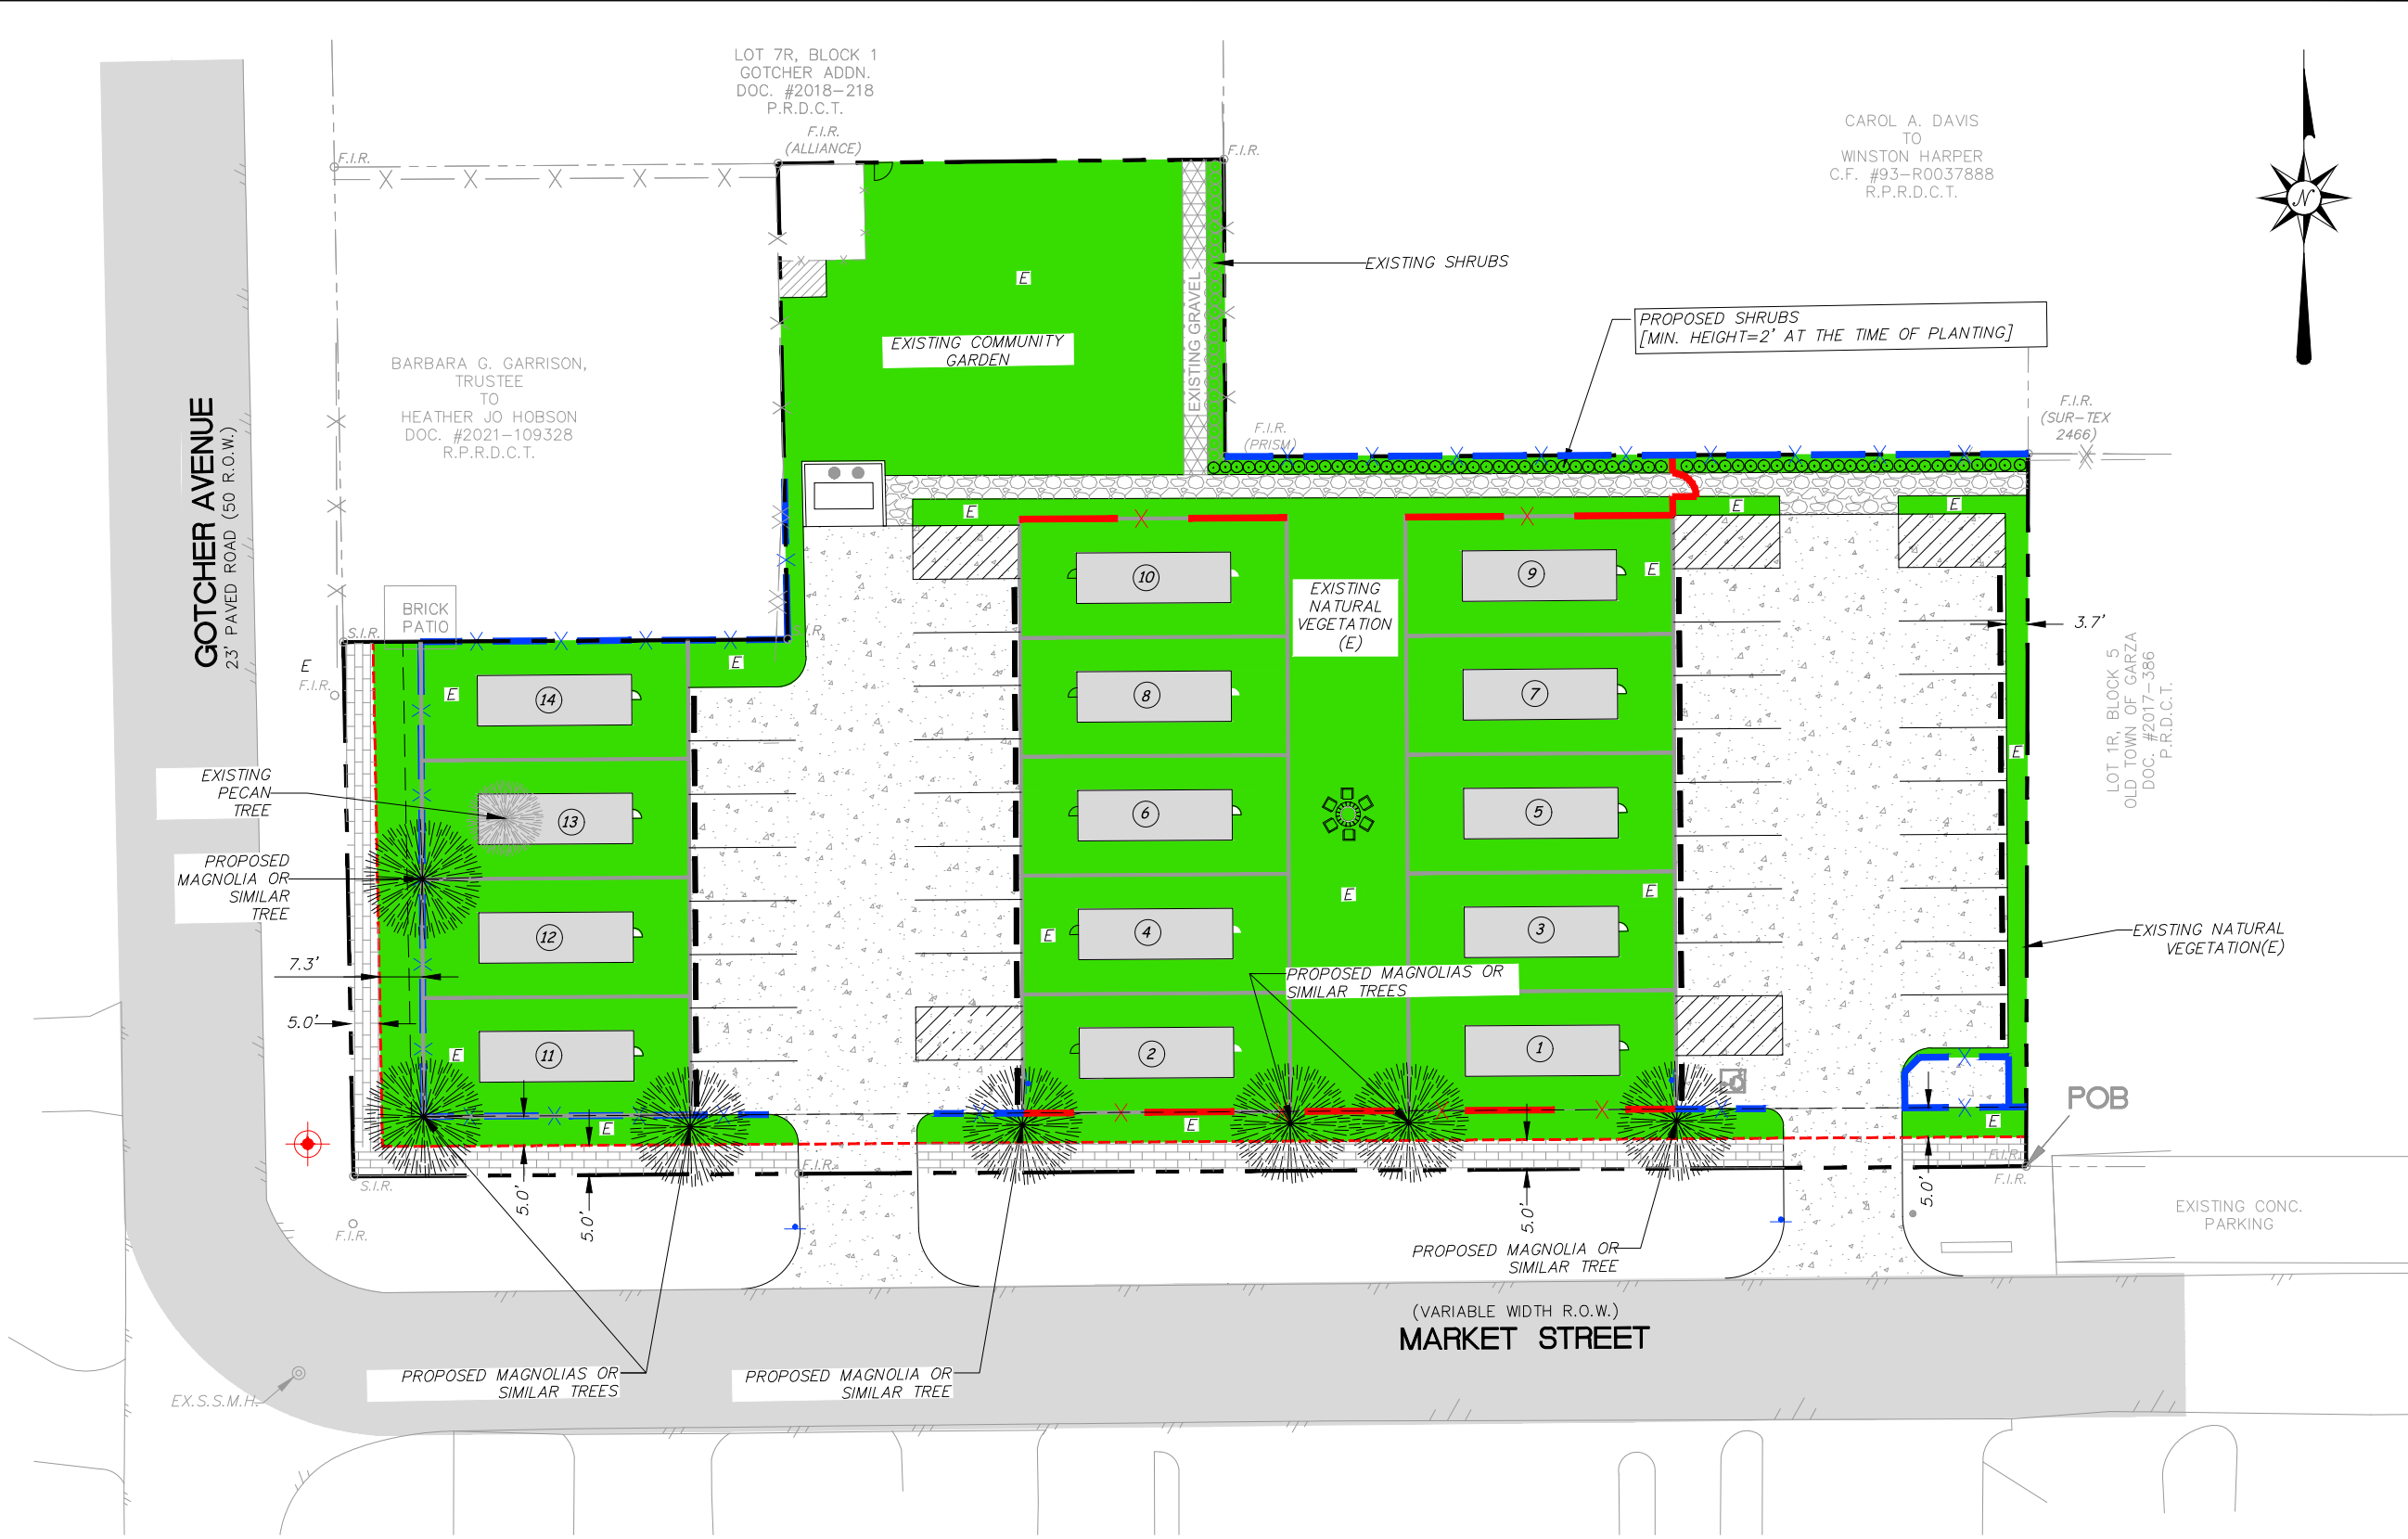 LOT 7R, BLOCK 1
GOTCHER ADDN.
DOC. #2018-218
P.R.D.C.T.
F.I.R.
(ALLIANCE)
F.I.R.
F.I.R.
CAROL A. DAVIS
TO
WINSTON HARPER
C.F. #93-R0037888
R.P.R.D.C.T.
N
EXISTING SHRUBS
E
EXISTING COMMUNITY
GARDEN
EXISTING GRAVEL
PROPOSED SHRUBS
[MIN. HEIGHT=2' AT THE TIME OF PLANTING]
BARBARA G. GARRISON,
TRUSTEE
TO
HEATHER JO HOBSON
DOC. #2021-109328
R.P.R.D.C.T.
F.I.R.
(PRISM)
F.I.R.
(SUR-TEX
2466)
GOTCHER AVENUE
23' PAVED ROAD (50 R.O.W.)
E
E
E
BRICK
PATIO
S.I.R.
S.I.R.
E
F.I.R.
E
E
14
10
9
E
EXISTING
NATURAL
VEGETATION
(E)
8
7
3.7'
LOT 1R, BLOCK 5
OLD TOWN OF GARZA
DOC. #2017-386
P.R.D.C.T.
E
EXISTING
PECAN
TREE
13
6
5
PROPOSED
MAGNOLIA OR
SIMILAR
TREE
12
E
4
E
3
E
EXISTING NATURAL
VEGETATION(E)
7.3'
5.0'
PROPOSED MAGNOLIAS OR
SIMILAR TREES
E
11
2
1
E
E
E
POB
F.I.R.
F.I.R.
F.I.R.
S.I.R.
F.I.R.
5.0'
5.0'
5.0'
5.0'
EXISTING CONC.
PARKING
PROPOSED MAGNOLIA OR
SIMILAR TREE
(VARIABLE WIDTH R.O.W.)
MARKET STREET
PROPOSED MAGNOLIAS OR
SIMILAR TREES
PROPOSED MAGNOLIA OR
SIMILAR TREE
EX.S.S.M.H.